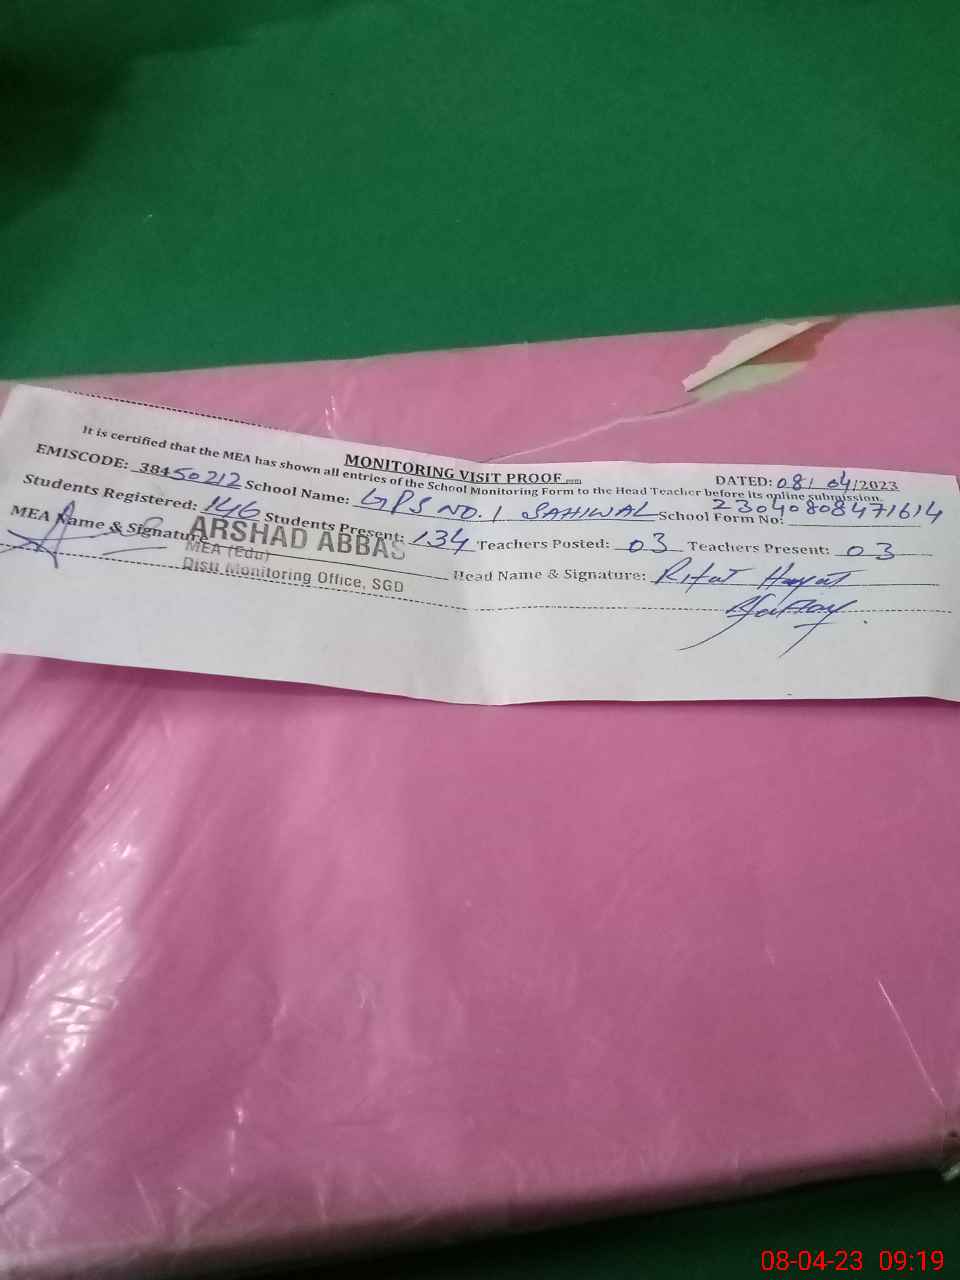 MONITORING VISIT PROOF
DATED: 08/04/2023
It is certified that the MEA has shown all entries of the School Monitoring Form to the Head Teacher before its online submission.
EMISCODE: 38450212 School Name: GPS NO. 1 SAHIWAL School Form No: 23040808471614
Students Registered: 146 Students Present: 134 Teachers Posted: 03 Teachers Present: 03
MEA Name & Signature Head Name & Signature: Rifat Hayat
ARSHAD ABBAS
MEA (Edu)
Distt Monitoring Office, SGD
08-04-23 09:19